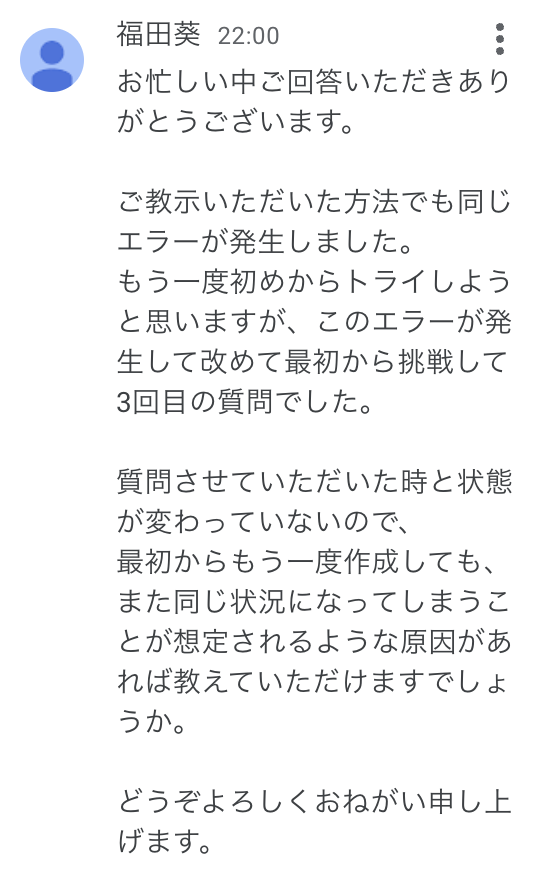 福田葵 22:00
お忙しい中ご回答いただきあり
がとうございます。
ご教示いただいた方法でも同じ
エラーが発生しました。
もう一度初めからトライしよう
と思いますが、このエラーが発
生して改めて最初から挑戦して
3回目の質問でした。
質問させていただいた時と状態
が変わっていないので、
最初からもう一度作成しても、
また同じ状況になってしまうこ
とが想定されるような原因があ
れば教えていただけますでしょ
うか。
どうぞよろしくおねがい申し上
げます。